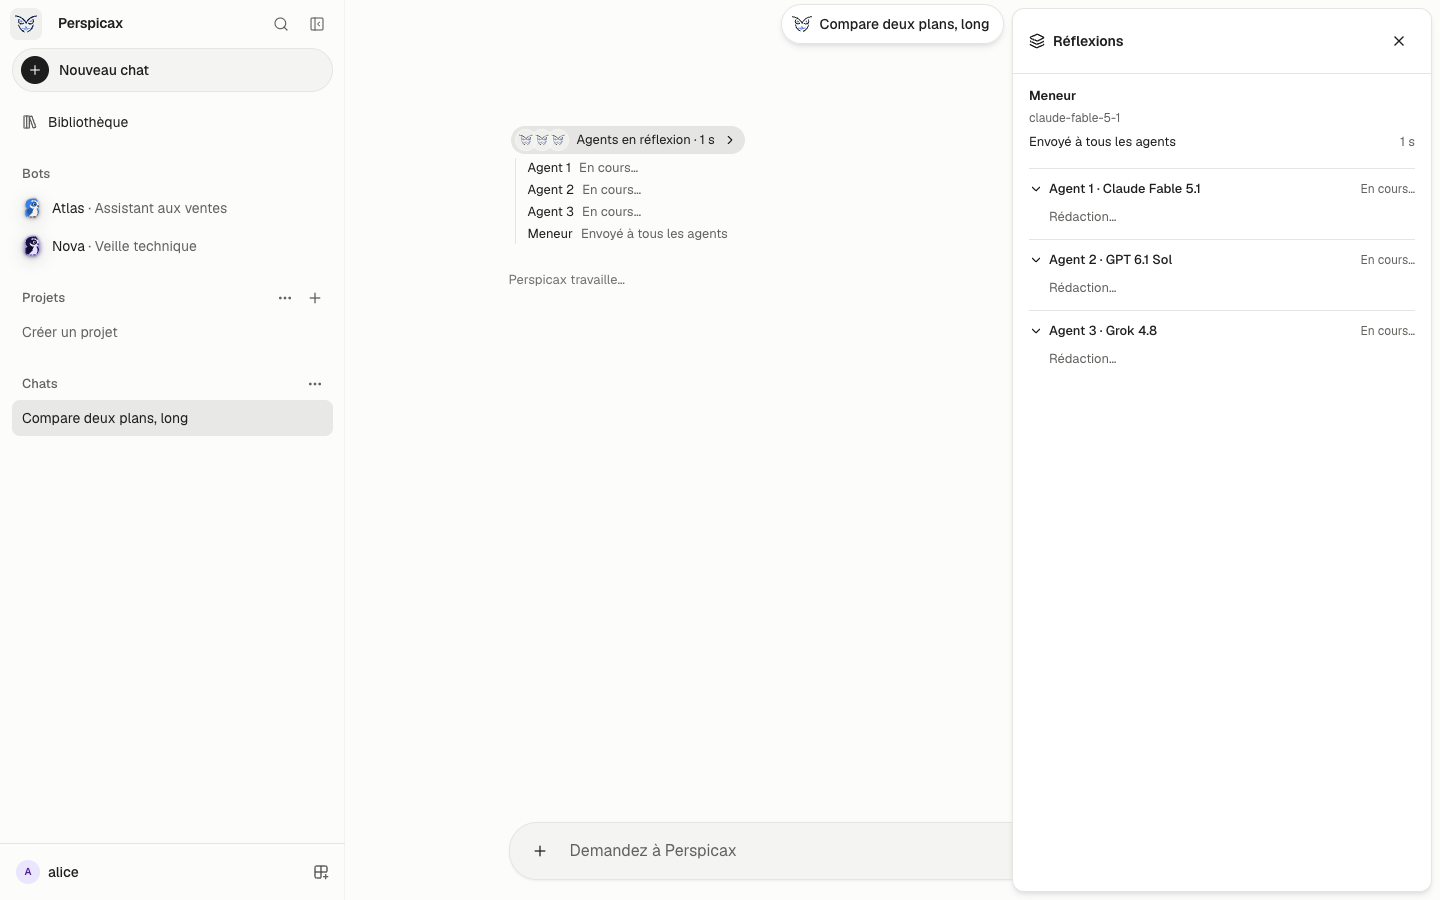 Perspicax
Nouveau chat
Bibliothèque
Bots
Atlas · Assistant aux ventes
Nova · Veille technique
Projets
Créer un projet
Chats
Compare deux plans, long
A
alice
Compare deux plans, long
Agents en réflexion · 1 s
Agent 1 En cours…
Agent 2 En cours…
Agent 3 En cours…
Meneur Envoyé à tous les agents
Perspicax travaille…
Demandez à Perspicax
Réflexions
Meneur
claude-fable-5-1
Envoyé à tous les agents 1 s
Agent 1 · Claude Fable 5.1 En cours…
Rédaction…
Agent 2 · GPT 6.1 Sol En cours…
Rédaction…
Agent 3 · Grok 4.8 En cours…
Rédaction…